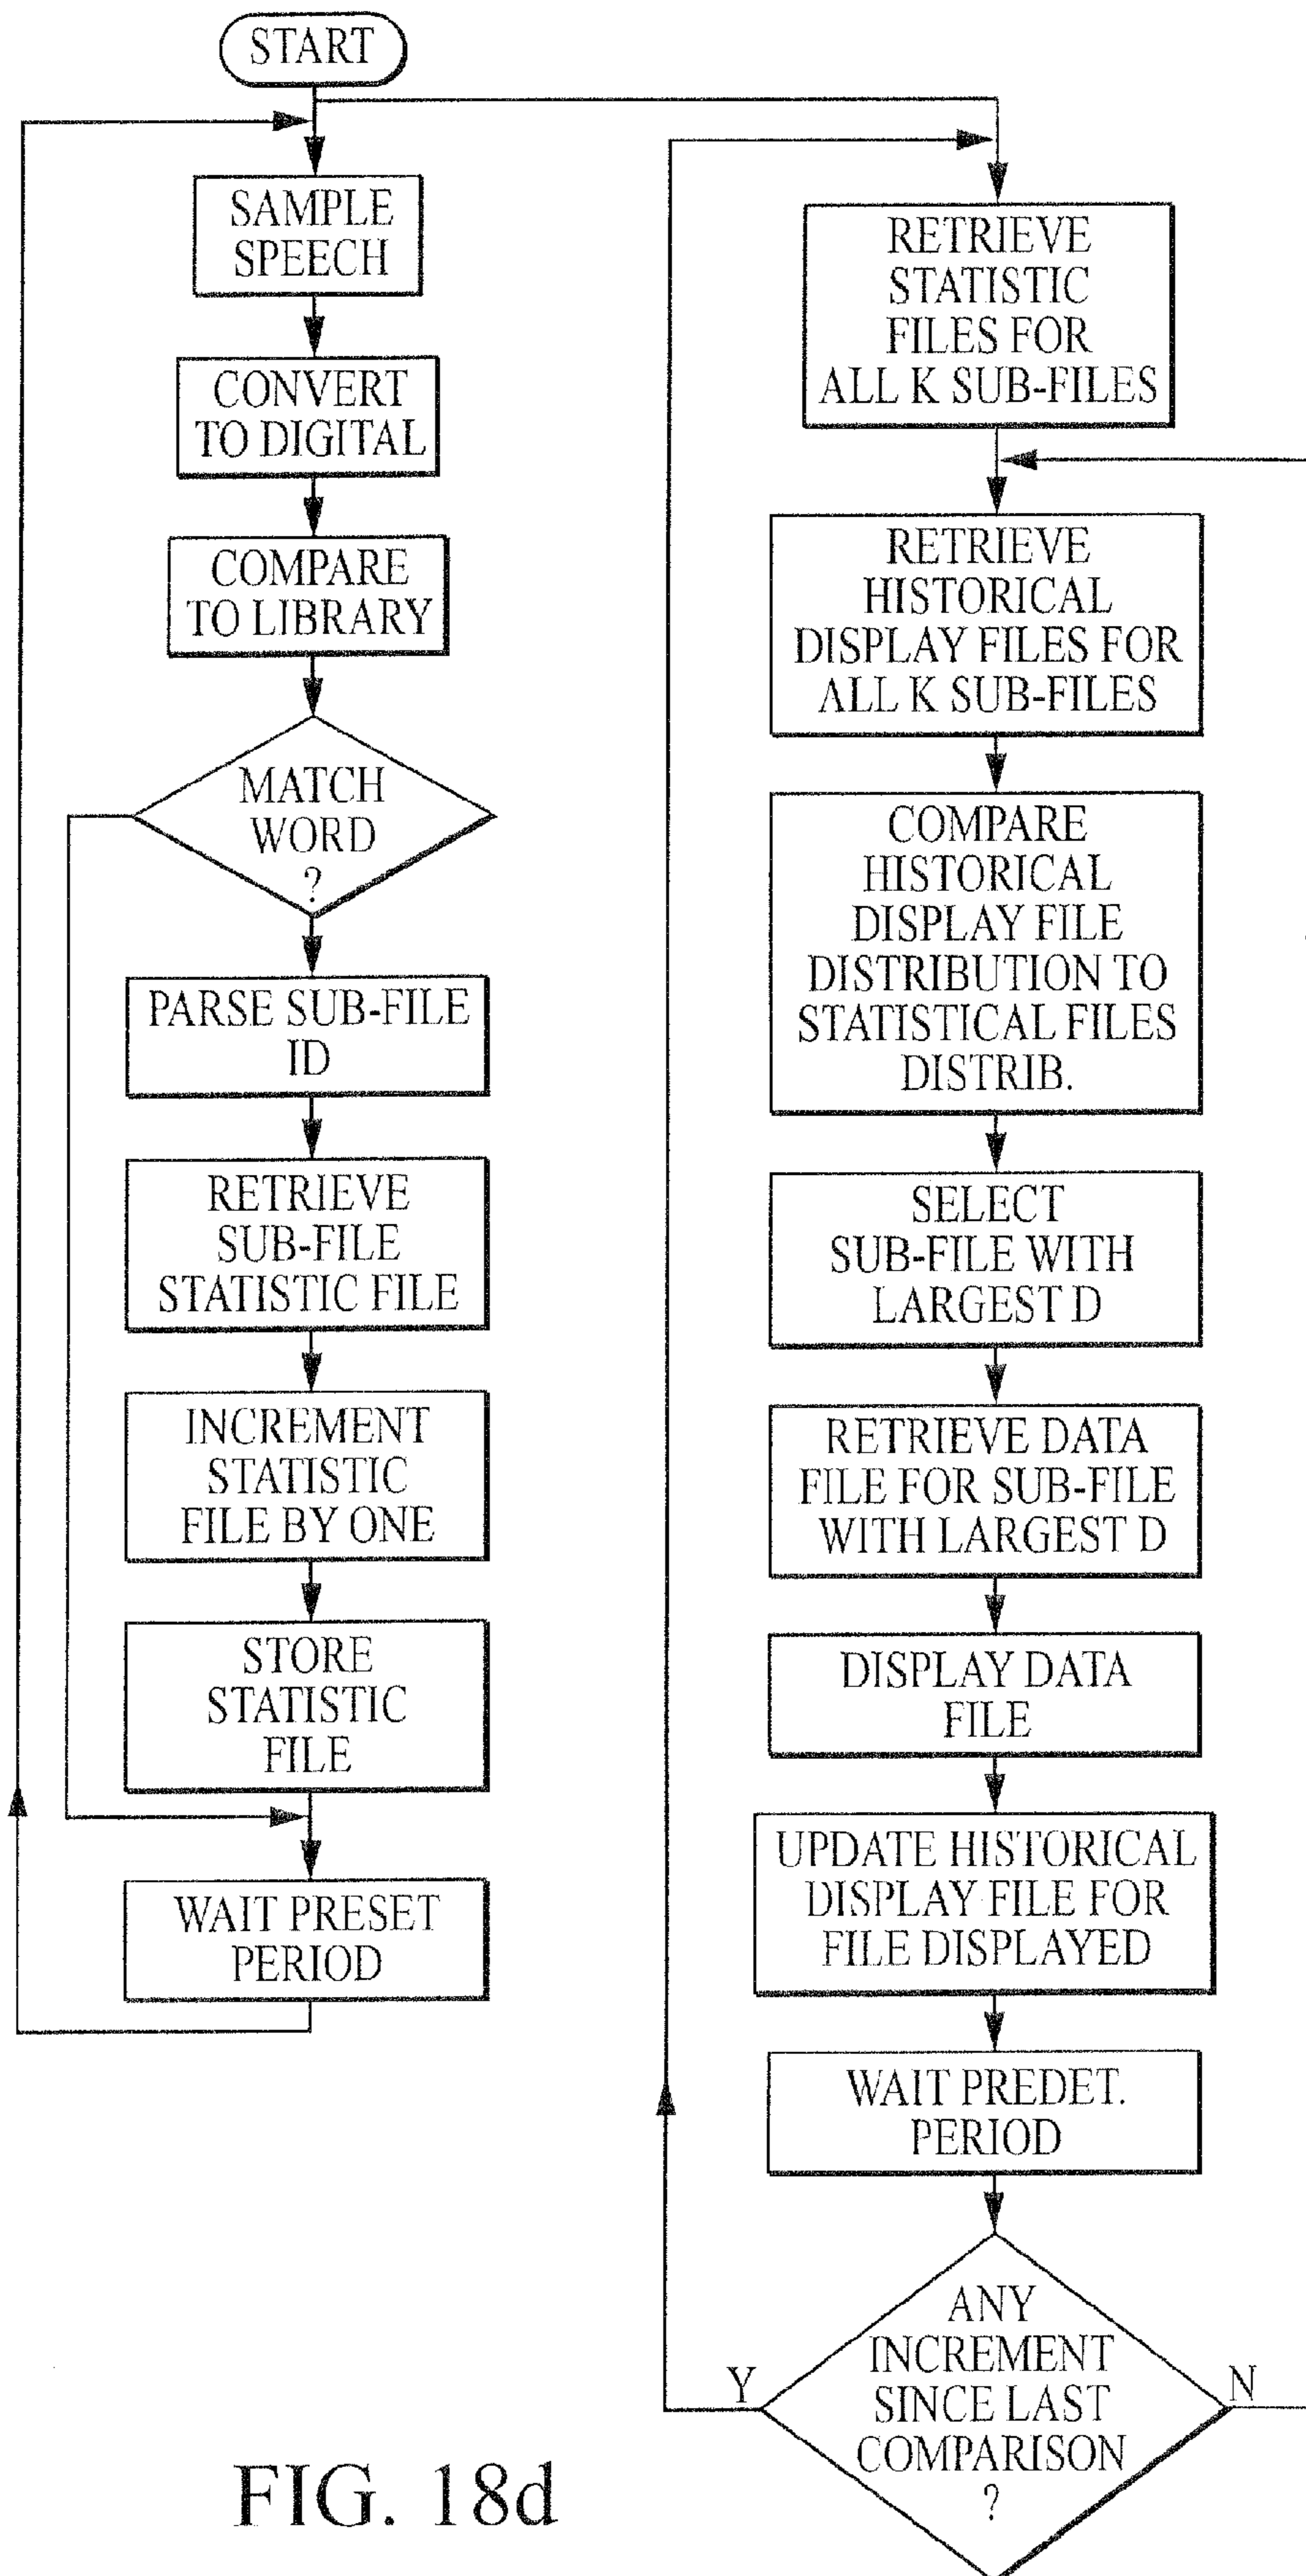 START
SAMPLE
SPEECH
CONVERT
TO DIGITAL
COMPARE
TO LIBRARY
MATCH
WORD
?
PARSE SUB-FILE
ID
RETRIEVE
SUB-FILE
STATISTIC FILE
INCREMENT
STATISTIC
FILE BY ONE
STORE
STATISTIC
FILE
WAIT PRESET
PERIOD
RETRIEVE
STATISTIC
FILES FOR
ALL K SUB-FILES
RETRIEVE
HISTORICAL
DISPLAY FILES FOR
ALL K SUB-FILES
COMPARE
HISTORICAL
DISPLAY FILE
DISTRIBUTION TO
STATISTICAL FILES
DISTRIB.
SELECT
SUB-FILE WITH
LARGEST D
RETRIEVE DATA
FILE FOR SUB-FILE
WITH LARGEST D
DISPLAY DATA
FILE
UPDATE HISTORICAL
DISPLAY FILE FOR
FILE DISPLAYED
WAIT PREDET.
PERIOD
ANY
INCREMENT
SINCE LAST
COMPARISON
?
Y
N
FIG. 18d